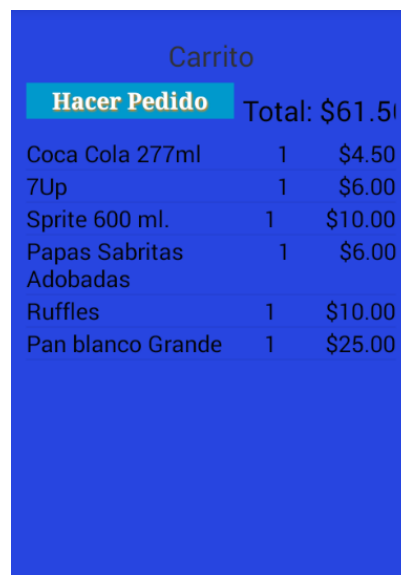 Carrito
Hacer Pedido
Total: $61.50
Coca Cola 277ml 1 $4.50
7Up 1 $6.00
Sprite 600 ml. 1 $10.00
Papas Sabritas 1 $6.00
Adobadas
Ruffles 1 $10.00
Pan blanco Grande 1 $25.00